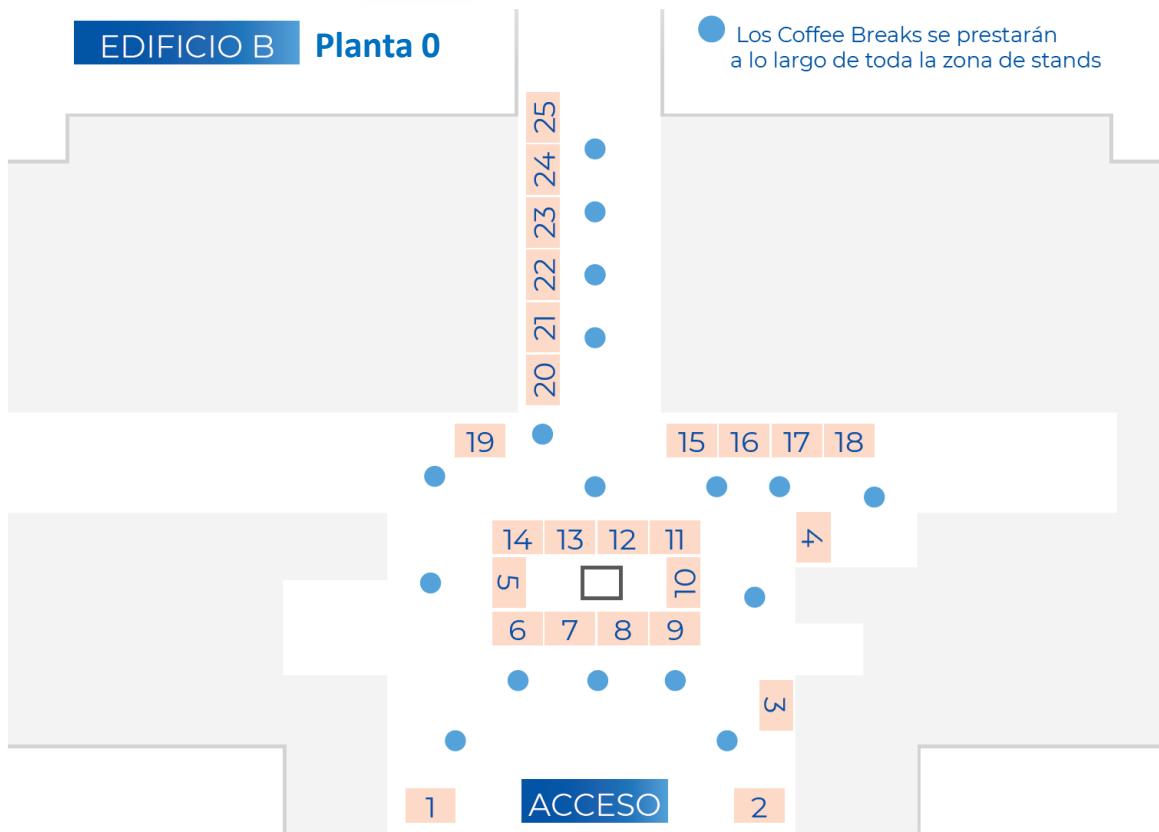 EDIFICIO B Planta 0
Los Coffee Breaks se prestarán
a lo largo de toda la zona de stands
25
24
23
22
21
20
19
15 16 17 18
14 13 12 11
4
5
10
6 7 8 9
3
1
ACCESO
2